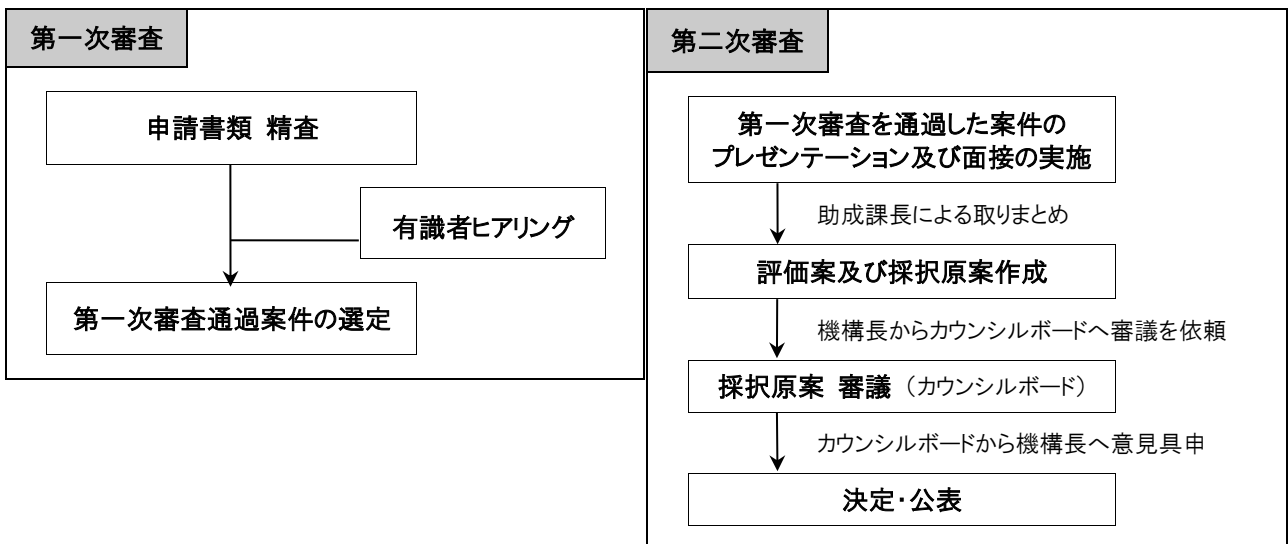 第一次審査
申請書類 精査
有識者ヒアリング
第一次審査通過案件の選定
第二次審査
第一次審査を通過した案件の
プレゼンテーション及び面接の実施
助成課長による取りまとめ
評価案及び採択原案作成
機構長からカウンシルボードへ審議を依頼
採択原案 審議（カウンシルボード）
カウンシルボードから機構長へ意見具申
決定・公表